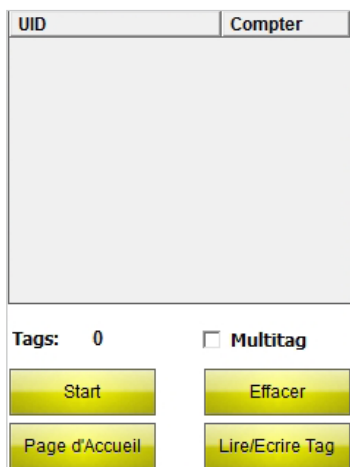 UID Compter
Tags: 0 Multitag
Start Effacer
Page d'Accueil Lire/Ecrire Tag